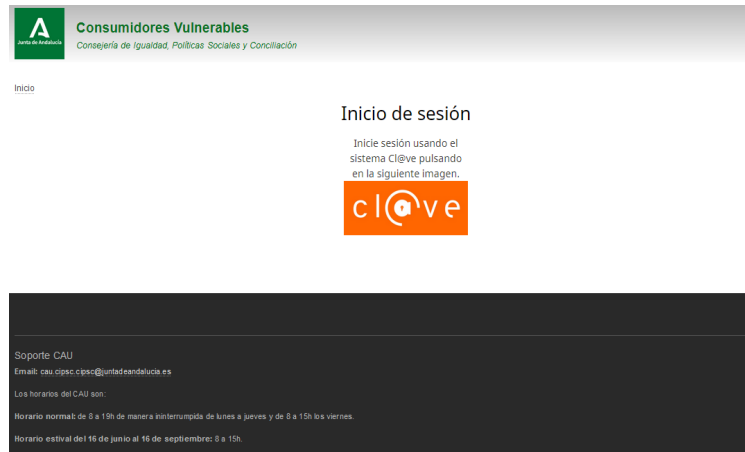 Junta de Andalucía
Consumidores Vulnerables
Consejería de Igualdad, Políticas Sociales y Conciliación
Inicio
Inicio de sesión
Inicie sesión usando el
sistema Cl@ve pulsando
en la siguiente imagen.
cl@ve
Soporte CAU
Email: cau.cipsc.cipsc@juntadeandalucia.es
Los horarios del CAU son:
Horario normal: de 8 a 19h de manera ininterrumpida de lunes a jueves y de 8 a 15h los viernes.
Horario estival del 16 de junio al 16 de septiembre: 8 a 15h.